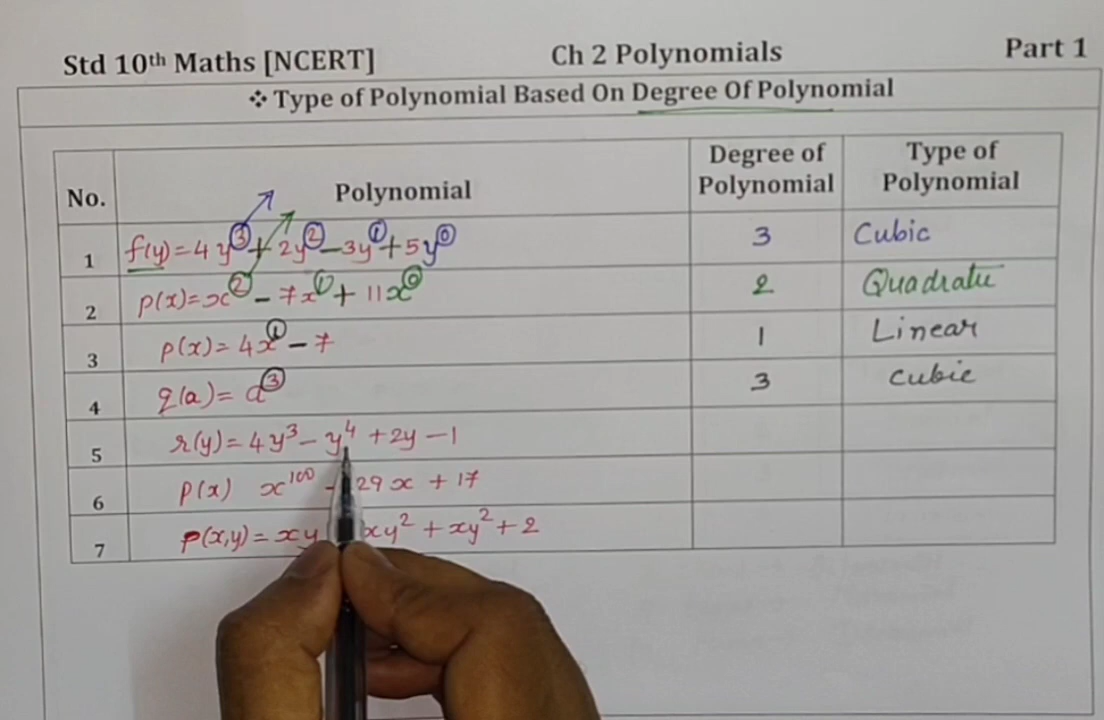 Std 10th Maths [NCERT] Ch 2 Polynomials Part 1
❖ Type of Polynomial Based On Degree Of Polynomial
No. Polynomial Degree of Polynomial Type of Polynomial
1 f(y) = 4y³ + 2y² − 3y¹ + 5y⁰ 3 Cubic
2 p(x) = x² − 7x¹ + 11x⁰ 2 Quadratic
3 p(x) = 4x¹ − 7 1 Linear
4 q(a) = a³ 3 Cubic
5 r(y) = 4y³ − y⁴ + 2y − 1
6 p(x) x¹⁰⁰ − 29x + 17
7 P(x,y) = xy xy² + xy² + 2